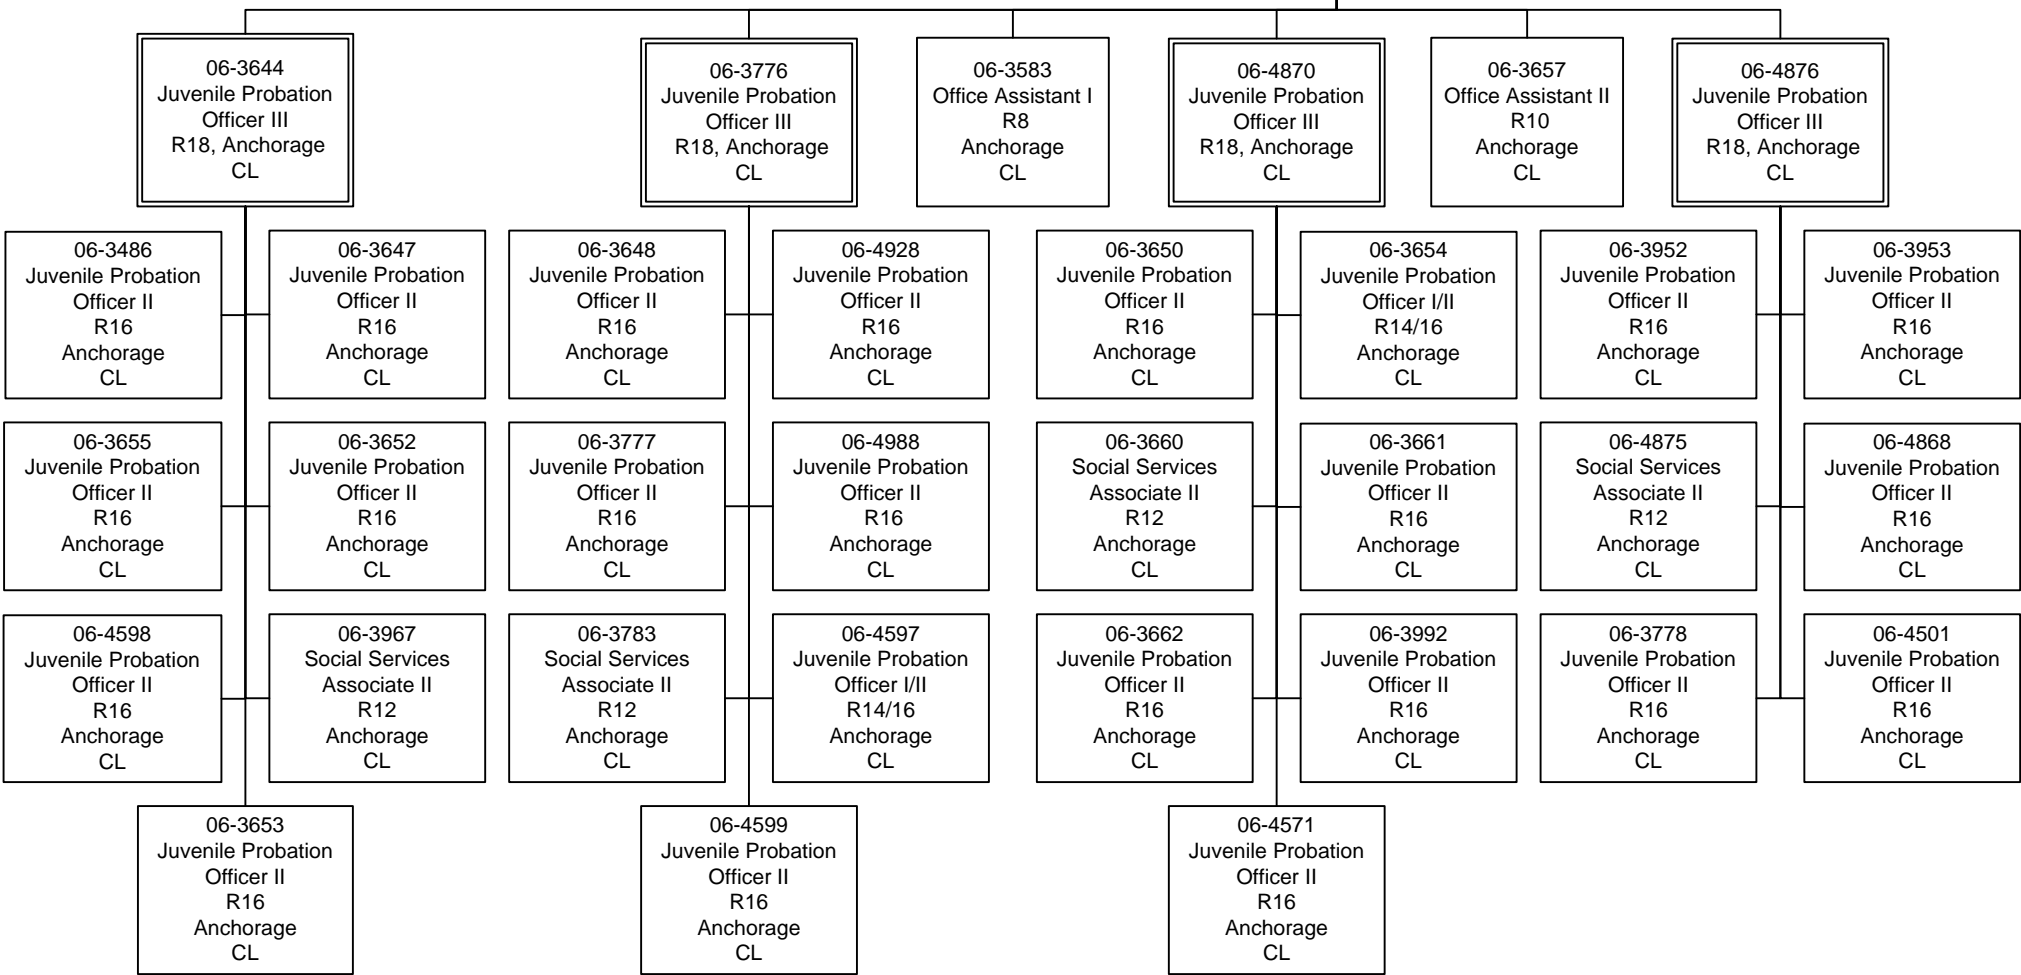 06-3644
Juvenile Probation
Officer III
R18, Anchorage
CL
06-3776
Juvenile Probation
Officer III
R18, Anchorage
CL
06-3583
Office Assistant I
R8
Anchorage
CL
06-4870
Juvenile Probation
Officer III
R18, Anchorage
CL
06-3657
Office Assistant II
R10
Anchorage
CL
06-4876
Juvenile Probation
Officer III
R18, Anchorage
CL
06-3486
Juvenile Probation
Officer II
R16
Anchorage
CL
06-3647
Juvenile Probation
Officer II
R16
Anchorage
CL
06-3648
Juvenile Probation
Officer II
R16
Anchorage
CL
06-4928
Juvenile Probation
Officer II
R16
Anchorage
CL
06-3650
Juvenile Probation
Officer II
R16
Anchorage
CL
06-3654
Juvenile Probation
Officer I/II
R14/16
Anchorage
CL
06-3952
Juvenile Probation
Officer II
R16
Anchorage
CL
06-3953
Juvenile Probation
Officer II
R16
Anchorage
CL
06-3655
Juvenile Probation
Officer II
R16
Anchorage
CL
06-3652
Juvenile Probation
Officer II
R16
Anchorage
CL
06-3777
Juvenile Probation
Officer II
R16
Anchorage
CL
06-4988
Juvenile Probation
Officer II
R16
Anchorage
CL
06-3660
Social Services
Associate II
R12
Anchorage
CL
06-3661
Juvenile Probation
Officer II
R16
Anchorage
CL
06-4875
Social Services
Associate II
R12
Anchorage
CL
06-4868
Juvenile Probation
Officer II
R16
Anchorage
CL
06-4598
Juvenile Probation
Officer II
R16
Anchorage
CL
06-3967
Social Services
Associate II
R12
Anchorage
CL
06-3783
Social Services
Associate II
R12
Anchorage
CL
06-4597
Juvenile Probation
Officer I/II
R14/16
Anchorage
CL
06-3662
Juvenile Probation
Officer II
R16
Anchorage
CL
06-3992
Juvenile Probation
Officer II
R16
Anchorage
CL
06-3778
Juvenile Probation
Officer II
R16
Anchorage
CL
06-4501
Juvenile Probation
Officer II
R16
Anchorage
CL
06-3653
Juvenile Probation
Officer II
R16
Anchorage
CL
06-4599
Juvenile Probation
Officer II
R16
Anchorage
CL
06-4571
Juvenile Probation
Officer II
R16
Anchorage
CL